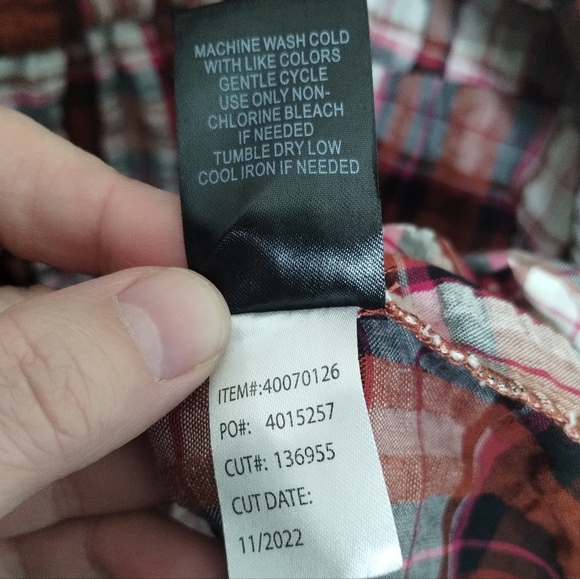 MACHINE WASH COLD
WITH LIKE COLORS
GENTLE CYCLE
USE ONLY NON-
CHLORINE BLEACH
IF NEEDED
TUMBLE DRY LOW
COOL IRON IF NEEDED
ITEM#:40070126
PO#: 4015257
CUT#: 136955
CUT DATE:
11/2022